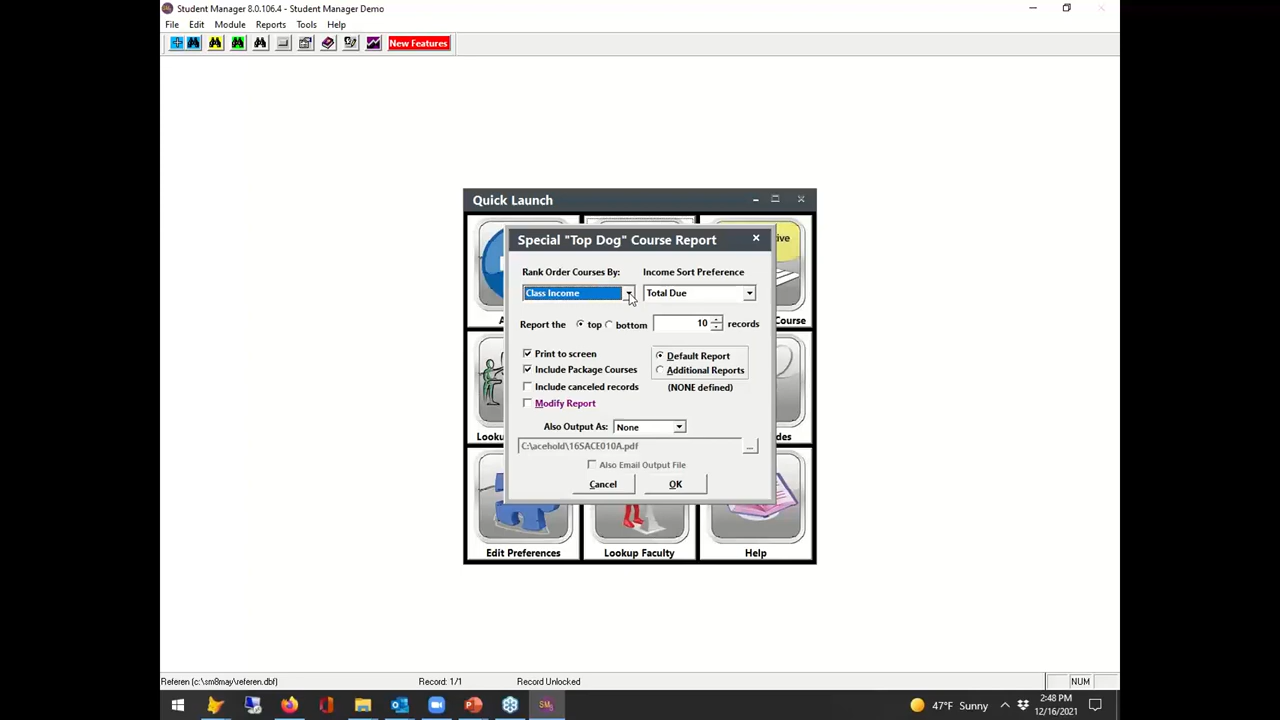 Student Manager 8.0.106.4 - Student Manager Demo
File Edit Module Reports Tools Help
New Features
Quick Launch
Special "Top Dog" Course Report
Rank Order Courses By: Income Sort Preference
Class Income Total Due
Report the top bottom 10 records
Print to screen
Include Package Courses
Include canceled records
Modify Report
Default Report
Additional Reports
(NONE defined)
Also Output As: None
C:\acehold\16SACE010A.pdf ...
Also Email Output File
Cancel OK
ive
A
Course
Looku
des
Edit Preferences Lookup Faculty Help
Referen (c:\sm8may\referen.dbf) Record: 1/1 Record Unlocked NUM
47°F Sunny
2:48 PM
12/16/2021